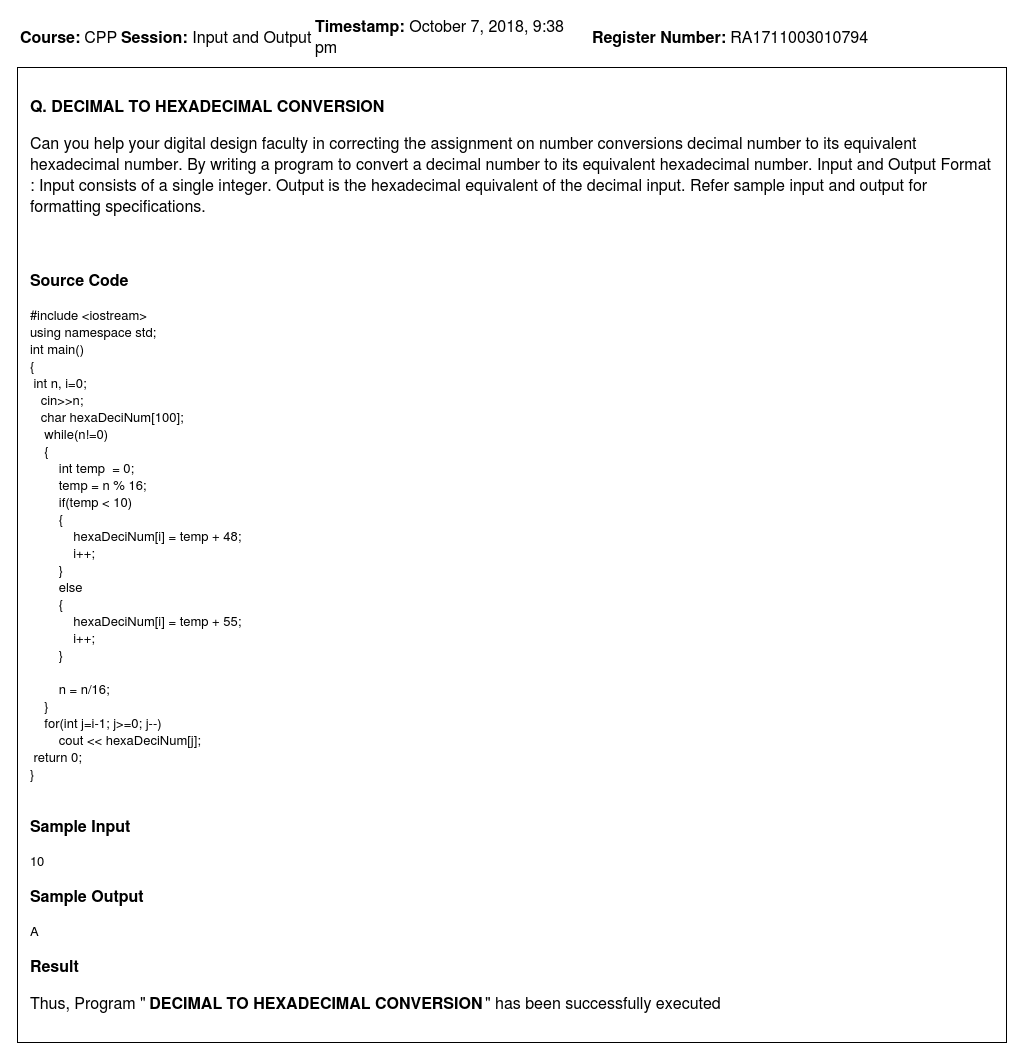 Course: CPP Session: Input and Output Timestamp: October 7, 2018, 9:38 pm Register Number: RA1711003010794
Q. DECIMAL TO HEXADECIMAL CONVERSION
Can you help your digital design faculty in correcting the assignment on number conversions decimal number to its equivalent
hexadecimal number. By writing a program to convert a decimal number to its equivalent hexadecimal number. Input and Output Format
: Input consists of a single integer. Output is the hexadecimal equivalent of the decimal input. Refer sample input and output for
formatting specifications.
Source Code
#include <iostream>
using namespace std;
int main()
{
 int n, i=0;
   cin>>n;
   char hexaDeciNum[100];
    while(n!=0)
    {
        int temp  = 0;
        temp = n % 16;
        if(temp < 10)
        {
            hexaDeciNum[i] = temp + 48;
            i++;
        }
        else
        {
            hexaDeciNum[i] = temp + 55;
            i++;
        }
        n = n/16;
    }
    for(int j=i-1; j>=0; j--)
        cout << hexaDeciNum[j];
 return 0;
}
Sample Input
10
Sample Output
A
Result
Thus, Program " DECIMAL TO HEXADECIMAL CONVERSION " has been successfully executed